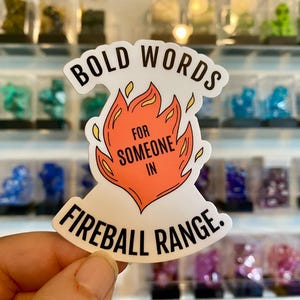 BOLD WORDS
FOR
SOMEONE
IN
FIREBALL RANGE.